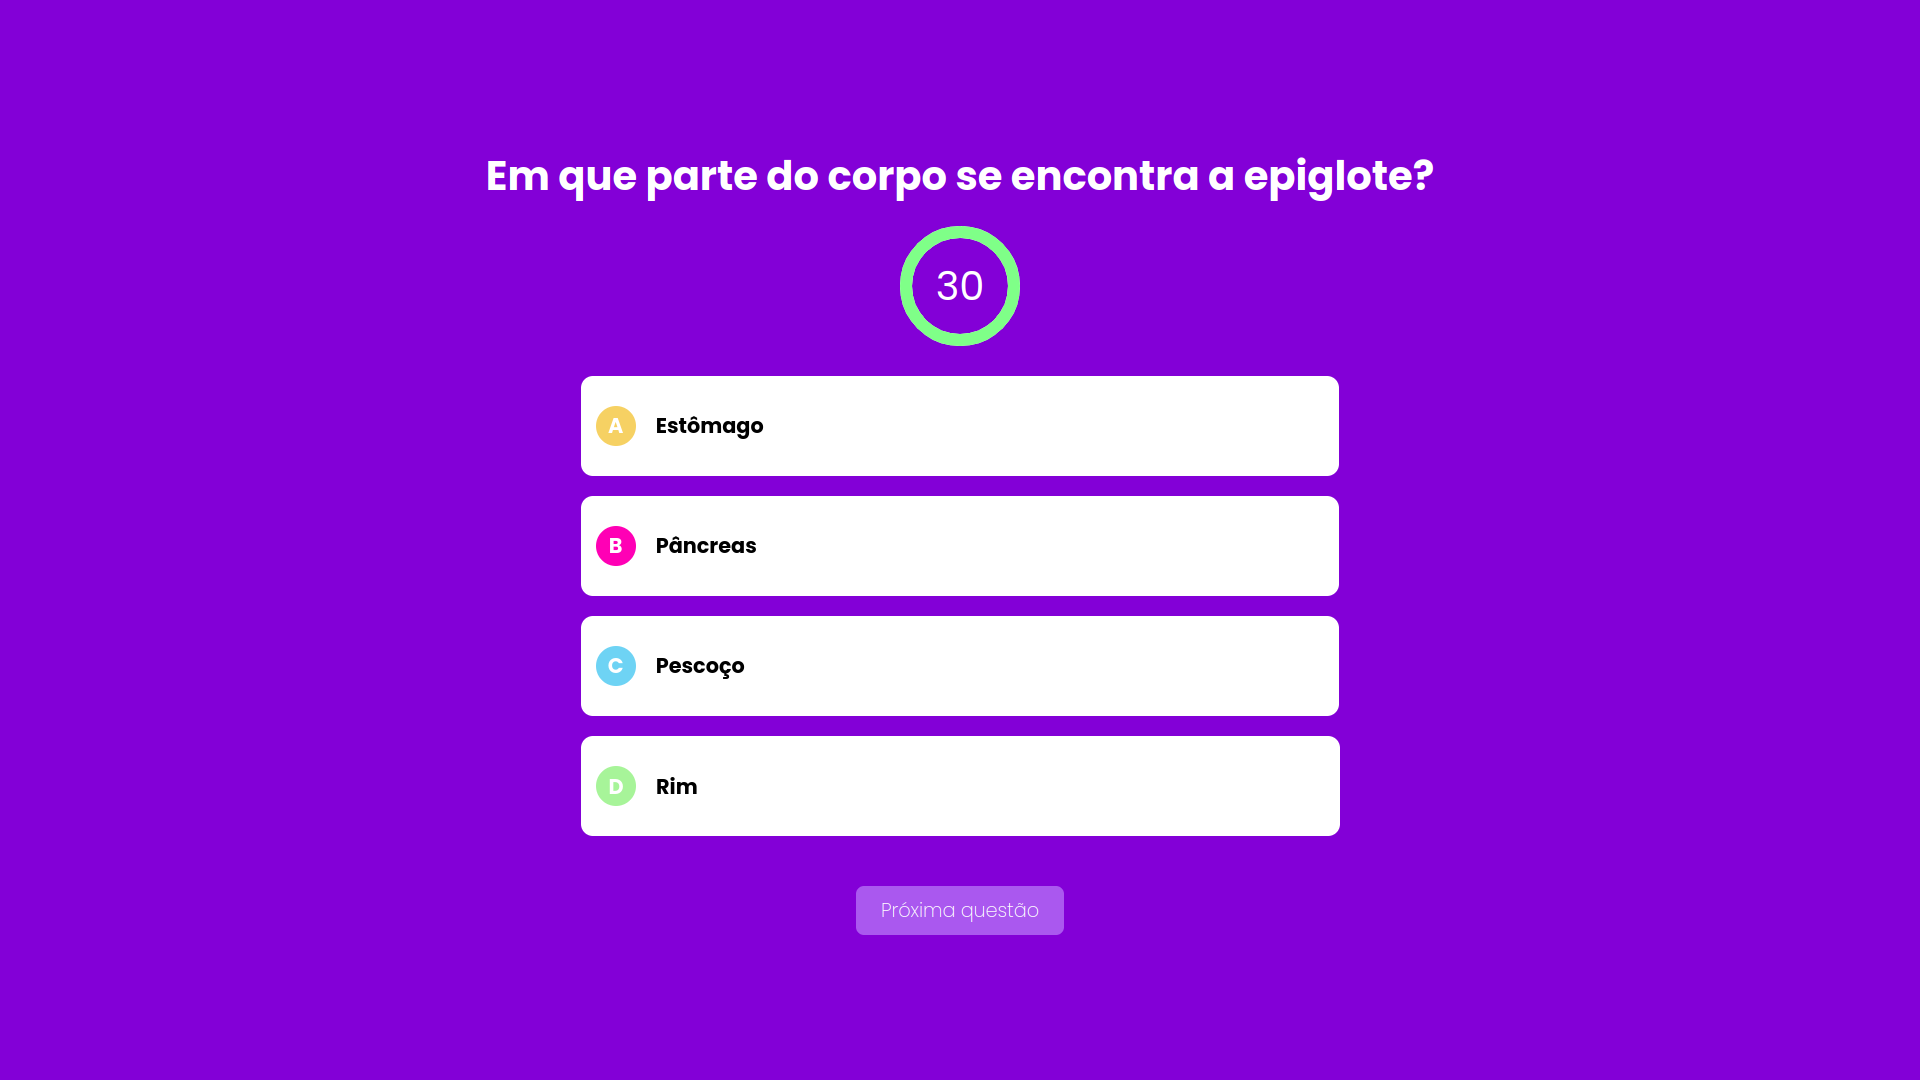 Em que parte do corpo se encontra a epiglote?
30
A Estômago
B Pâncreas
C Pescoço
D Rim
Próxima questão